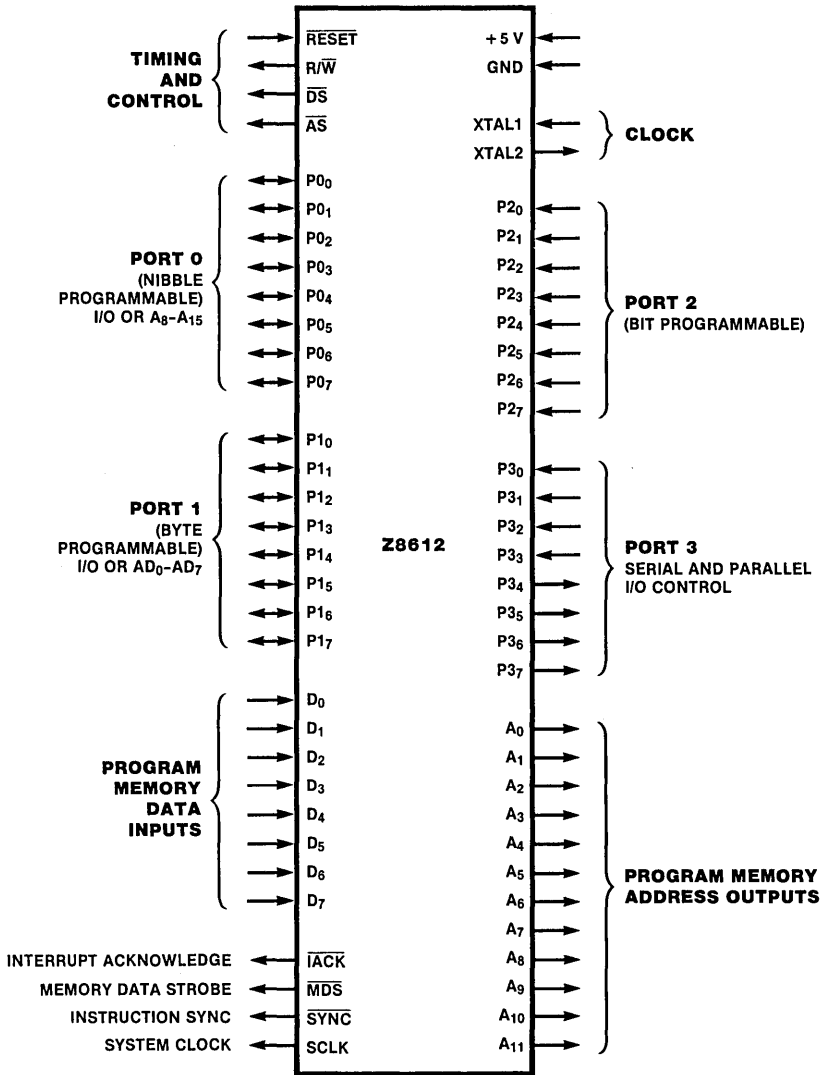 TIMING
AND
CONTROL
RESET
R/W
DS
AS
PORT 0
(NIBBLE
PROGRAMMABLE)
I/O OR A8–A15
P00
P01
P02
P03
P04
P05
P06
P07
PORT 1
(BYTE
PROGRAMMABLE)
I/O OR AD0–AD7
P10
P11
P12
P13
P14
P15
P16
P17
PROGRAM
MEMORY
DATA
INPUTS
D0
D1
D2
D3
D4
D5
D6
D7
INTERRUPT ACKNOWLEDGE
IACK
MEMORY DATA STROBE
MDS
INSTRUCTION SYNC
SYNC
SYSTEM CLOCK
SCLK
Z8612
+5 V
GND
XTAL1
XTAL2
CLOCK
P20
P21
P22
P23
P24
P25
P26
P27
PORT 2
(BIT PROGRAMMABLE)
P30
P31
P32
P33
P34
P35
P36
P37
PORT 3
SERIAL AND PARALLEL
I/O CONTROL
A0
A1
A2
A3
A4
A5
A6
A7
A8
A9
A10
A11
PROGRAM MEMORY
ADDRESS OUTPUTS